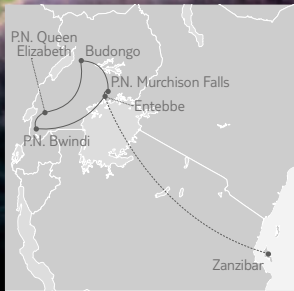 P.N. Queen
Elizabeth
Budongo
P.N. Murchison Falls
Entebbe
P.N. Bwindi
Zanzibar